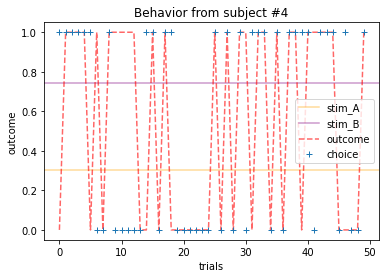 Behavior from subject #4
outcome
1.0
0.8
0.6
0.4
0.2
0.0
stim_A
stim_B
outcome
choice
0 10 20 30 40 50
trials